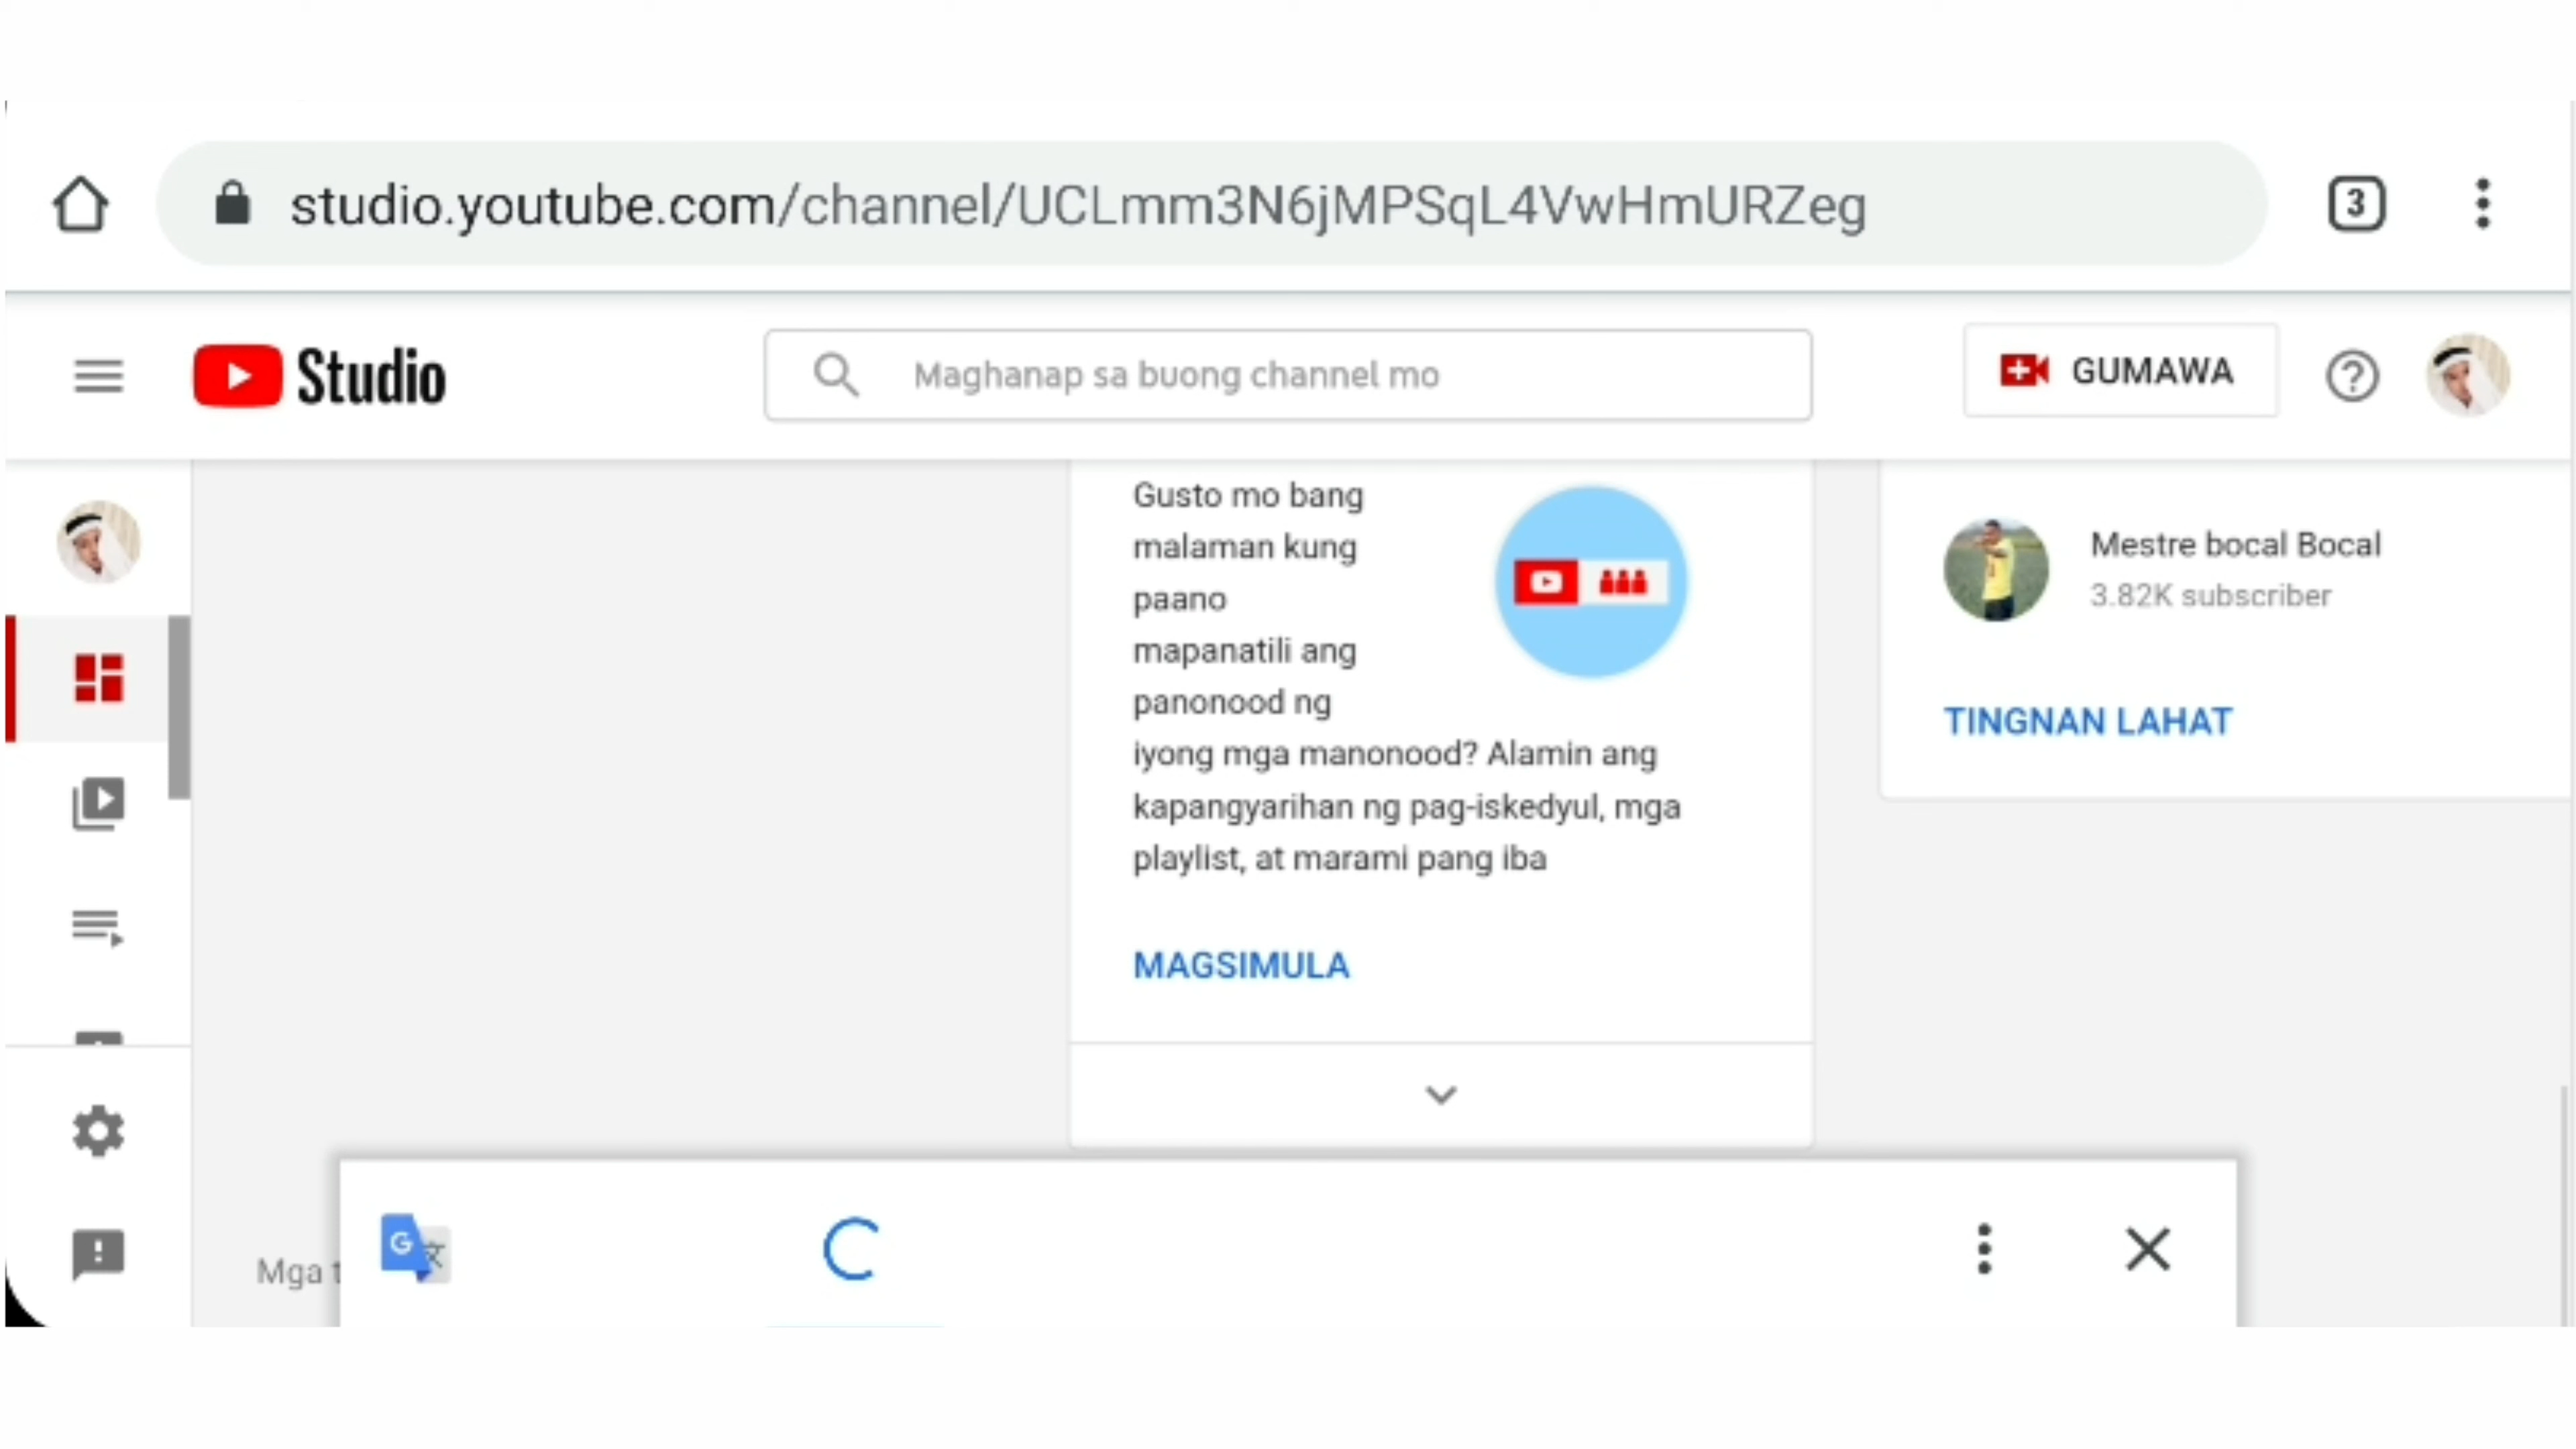 studio.youtube.com/channel/UCLmm3N6jMPSqL4VwHmURZeg
3
Studio
Maghanap sa buong channel mo
GUMAWA
Gusto mo bang
malaman kung
paano
mapanatili ang
panonood ng
iyong mga manonood? Alamin ang
kapangyarihan ng pag-iskedyul, mga
playlist, at marami pang iba
MAGSIMULA
Mestre bocal Bocal
3.82K subscriber
TINGNAN LAHAT
Mga
G